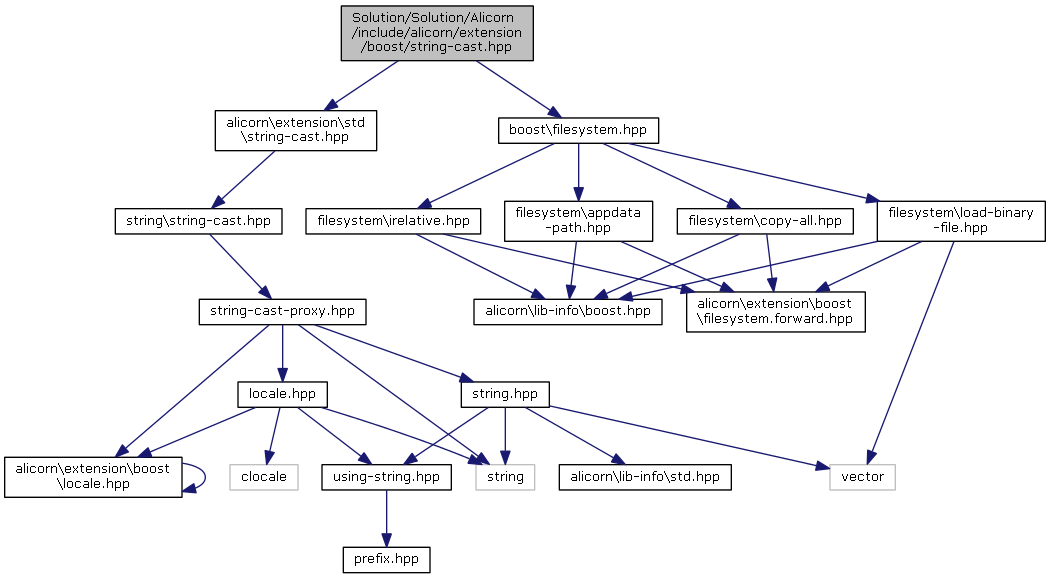 Solution/Solution/Alicorn
/include/alicorn/extension
/boost/string-cast.hpp
alicorn\extension\std
\string-cast.hpp
boost\filesystem.hpp
string\string-cast.hpp
filesystem\irelative.hpp
filesystem\appdata
-path.hpp
filesystem\copy-all.hpp
filesystem\load-binary
-file.hpp
string-cast-proxy.hpp
alicorn\lib-info\boost.hpp
alicorn\extension\boost
\filesystem.forward.hpp
locale.hpp
string.hpp
alicorn\extension\boost
\locale.hpp
clocale
using-string.hpp
string
alicorn\lib-info\std.hpp
vector
prefix.hpp